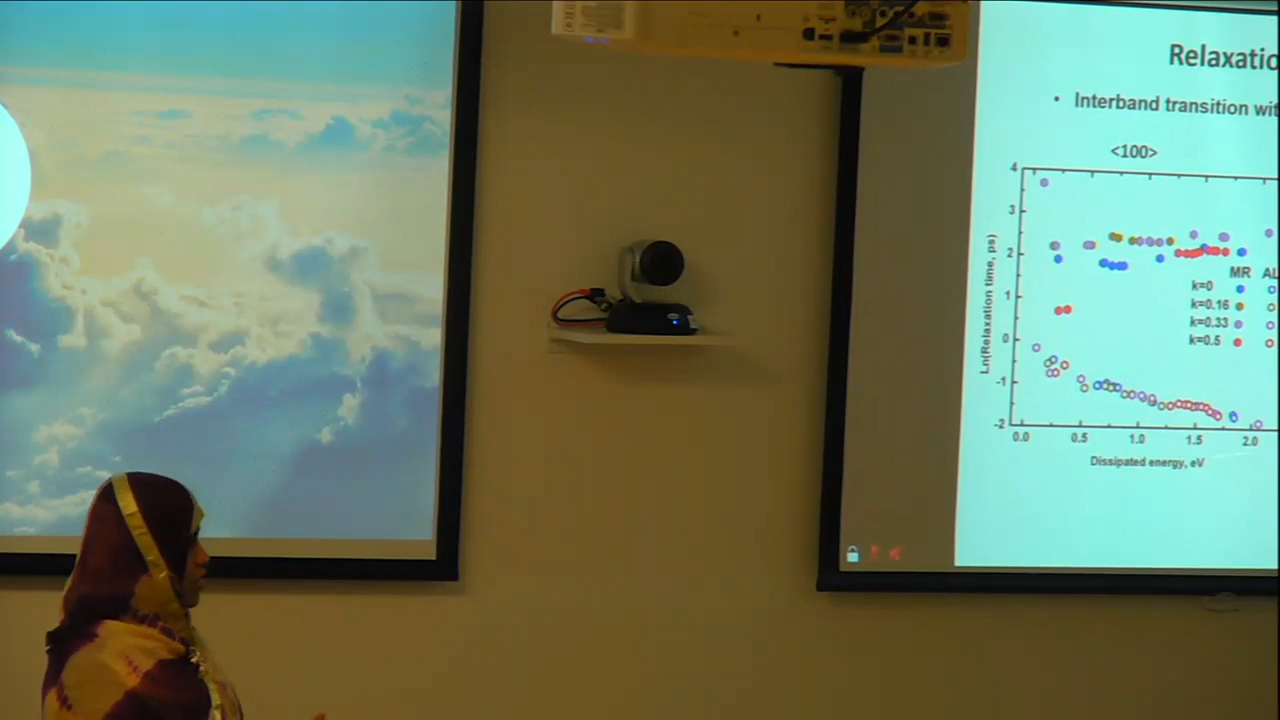 Relaxatio
• Interband transition wit
<100>
4
3
2
1
0
-1
-2
Ln(Relaxation time, ps)
MR AL
k=0
k=0.16
k=0.33
k=0.5
0.0 0.5 1.0 1.5 2.0
Dissipated energy, eV